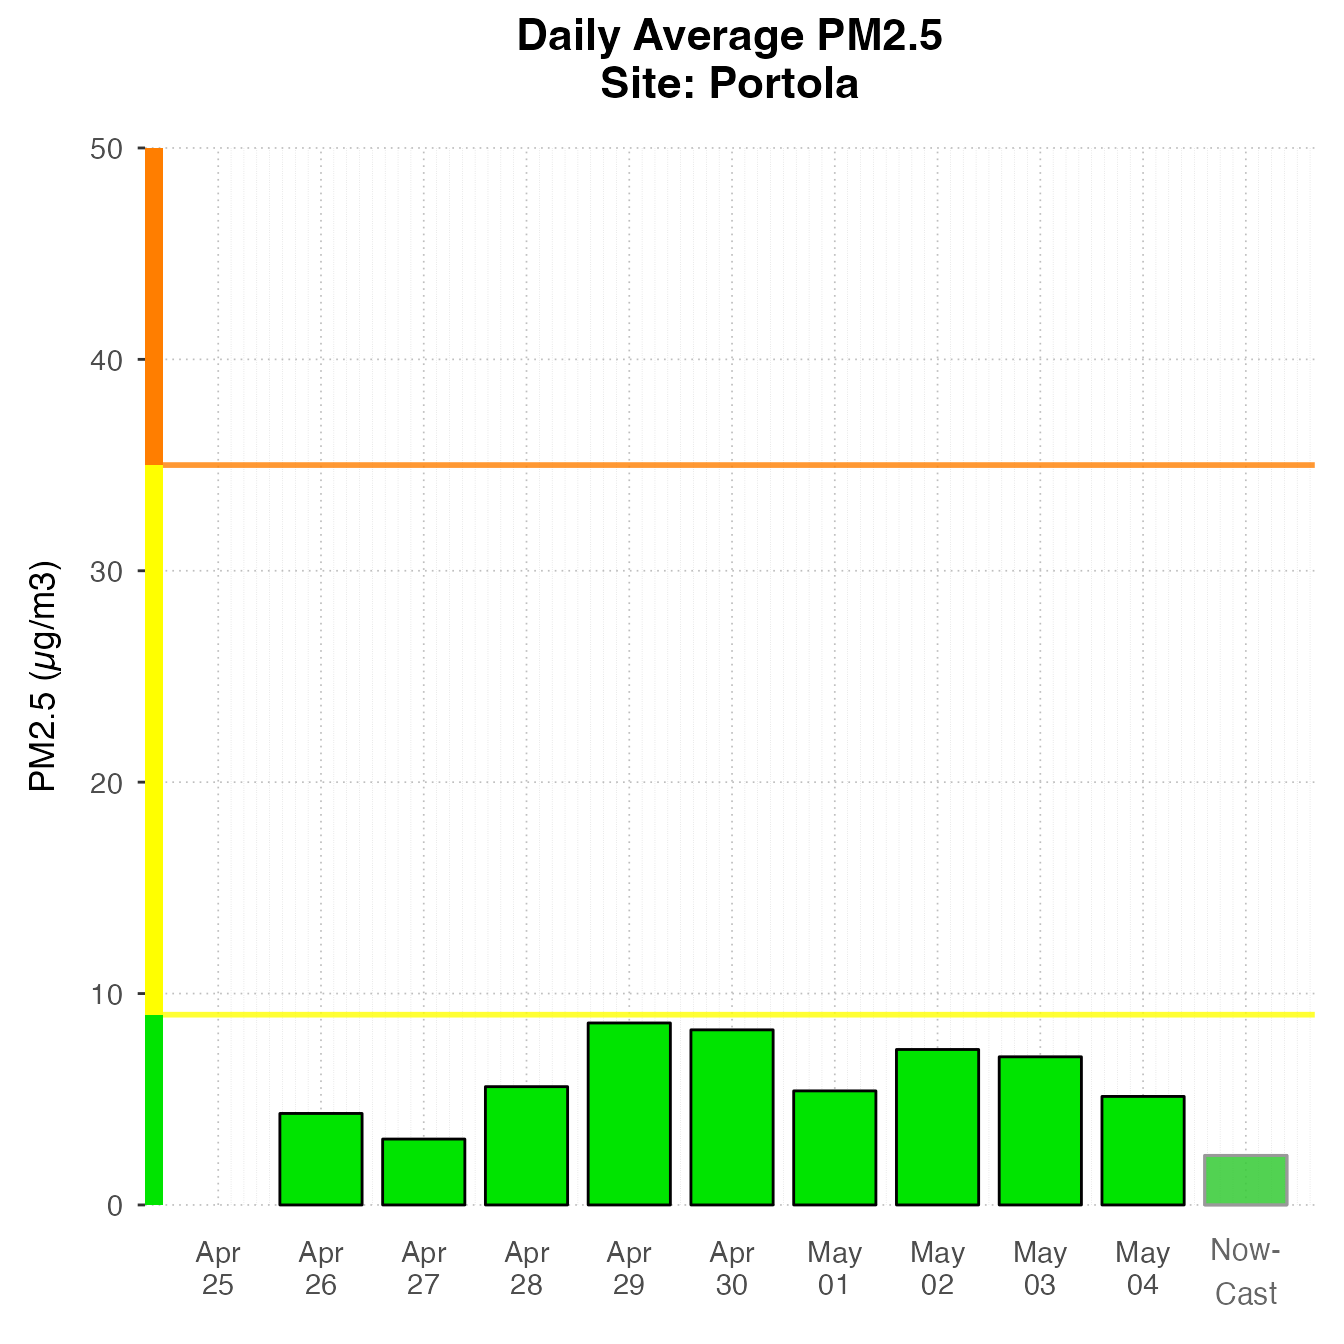 Daily Average PM2.5
Site: Portola
PM2.5 (µg/m3)
50
40
30
20
10
0
Apr 25
Apr 26
Apr 27
Apr 28
Apr 29
Apr 30
May 01
May 02
May 03
May 04
Now-
Cast